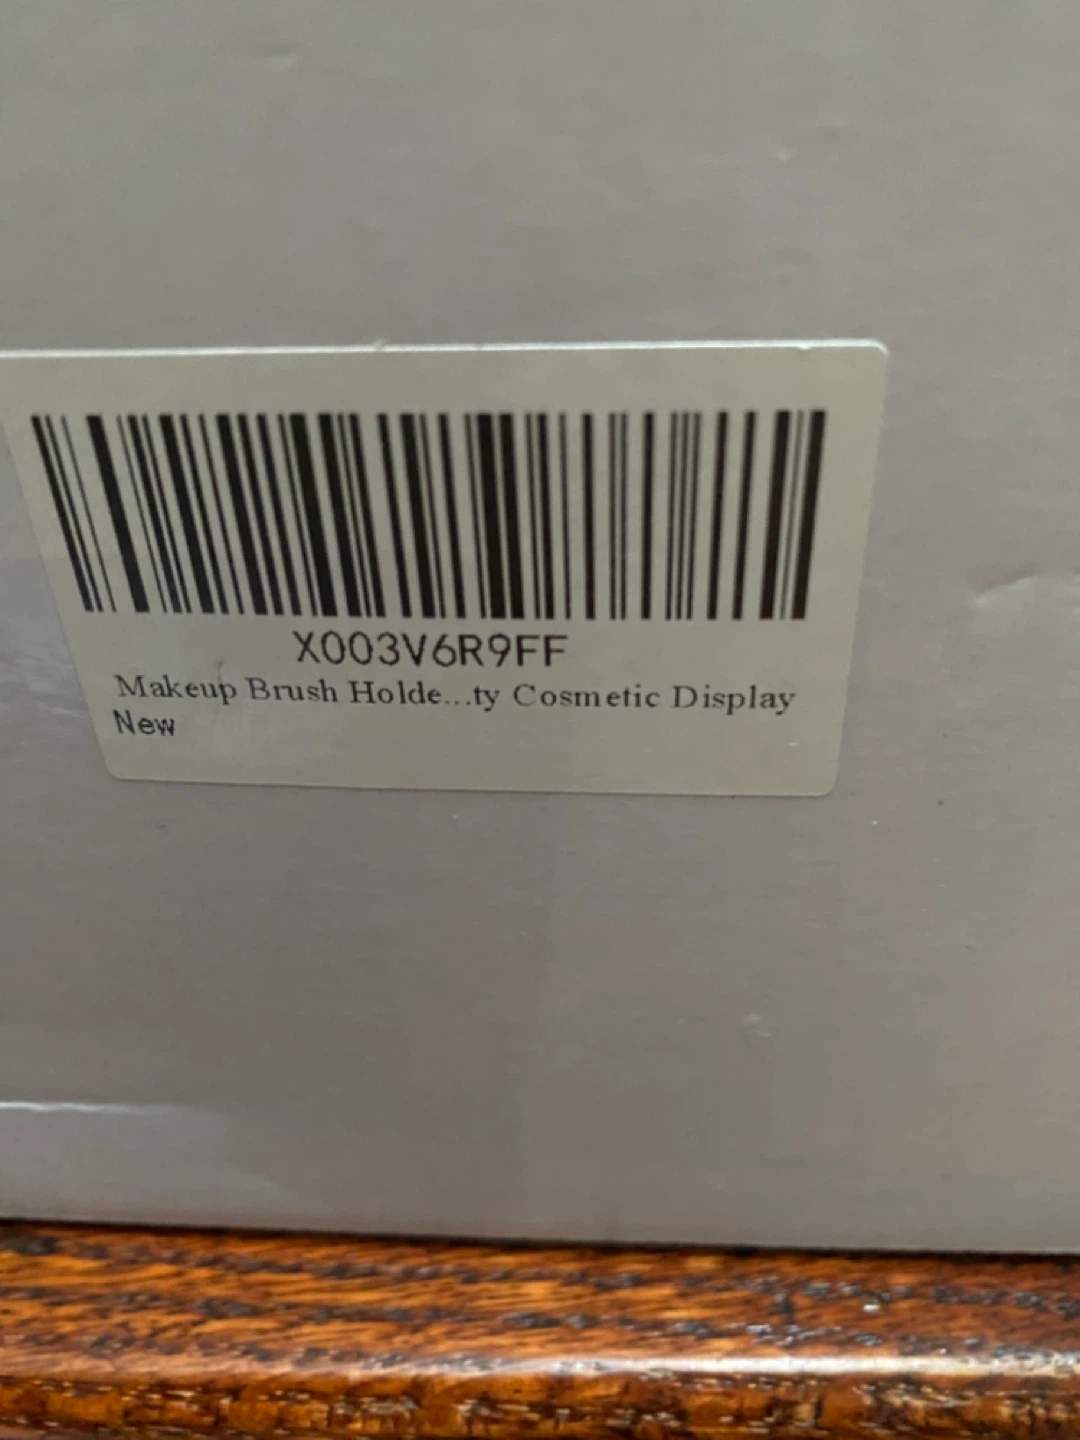 X003V6R9FF
Makeup Brush Holde...ty Cosmetic Display
New